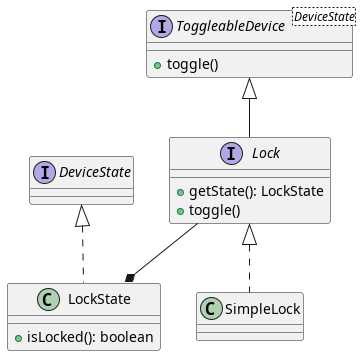 I ToggleableDevice DeviceState
toggle()
I Lock
getState(): LockState
toggle()
I DeviceState
C LockState
isLocked(): boolean
C SimpleLock